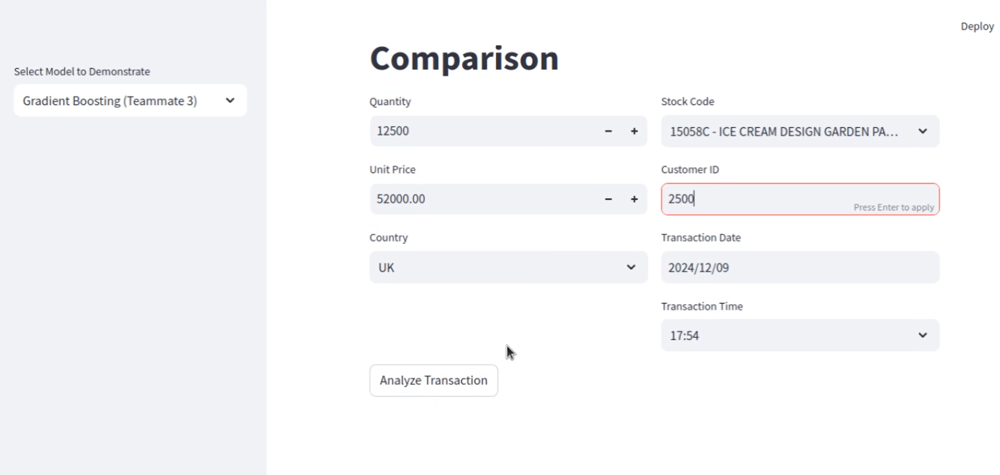 Deploy
Select Model to Demonstrate
Gradient Boosting (Teammate 3)
Comparison
Quantity
12500
Unit Price
52000.00
Country
UK
Stock Code
15058C - ICE CREAM DESIGN GARDEN PA...
Customer ID
2500
Press Enter to apply
Transaction Date
2024/12/09
Transaction Time
17:54
Analyze Transaction